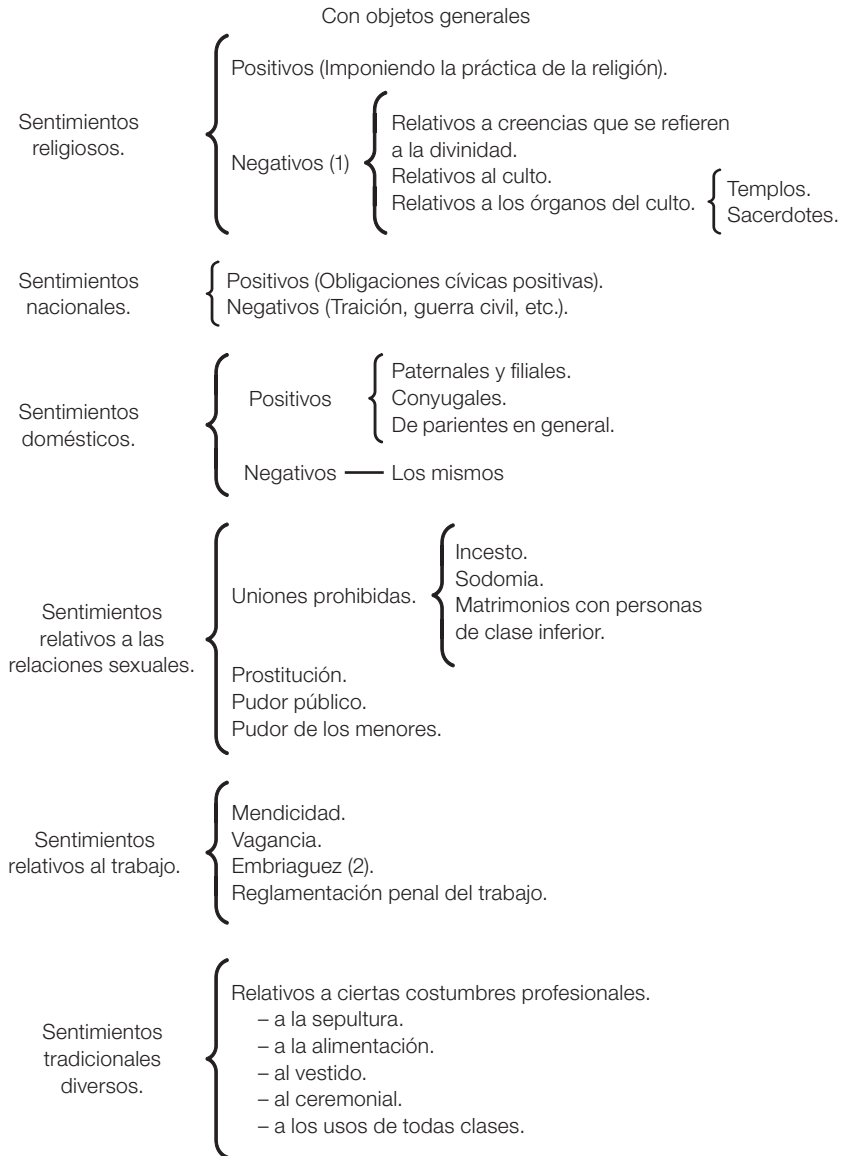 Con objetos generales
Sentimientos
religiosos.
Positivos (Imponiendo la práctica de la religión).
Negativos (1)
Relativos a creencias que se refieren
a la divinidad.
Relativos al culto.
Relativos a los órganos del culto.
Templos.
Sacerdotes.
Sentimientos
nacionales.
Positivos (Obligaciones cívicas positivas).
Negativos (Traición, guerra civil, etc.).
Sentimientos
domésticos.
Positivos
Paternales y filiales.
Conyugales.
De parientes en general.
Negativos — Los mismos
Sentimientos
relativos a las
relaciones sexuales.
Uniones prohibidas.
Incesto.
Sodomia.
Matrimonios con personas
de clase inferior.
Prostitución.
Pudor público.
Pudor de los menores.
Sentimientos
relativos al trabajo.
Mendicidad.
Vagancia.
Embriaguez (2).
Reglamentación penal del trabajo.
Sentimientos
tradicionales
diversos.
Relativos a ciertas costumbres profesionales.
– a la sepultura.
– a la alimentación.
– al vestido.
– al ceremonial.
– a los usos de todas clases.